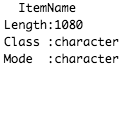 ItemName
Length:1080
Class :character
Mode  :character